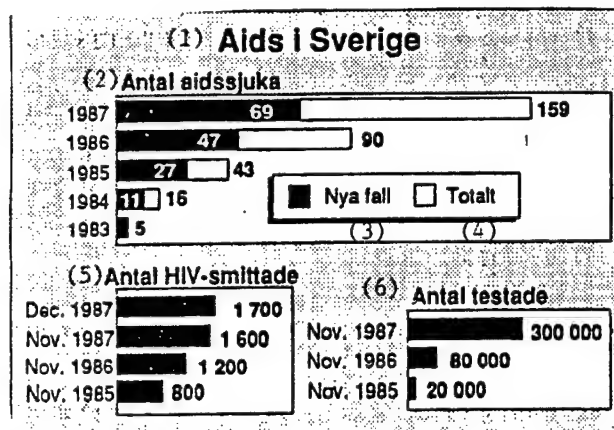 (1) Aids i Sverige
(2) Antal aidssjuka
1987 69 159
1986 47 90
1985 27 43
1984 11 16
1983 5
Nya fall Totalt
(3) (4)
(5) Antal HIV-smittade
Dec. 1987 1 700
Nov. 1987 1 600
Nov. 1986 1 200
Nov. 1985 800
(6) Antal testade
Nov. 1987 300 000
Nov. 1986 80 000
Nov. 1985 20 000